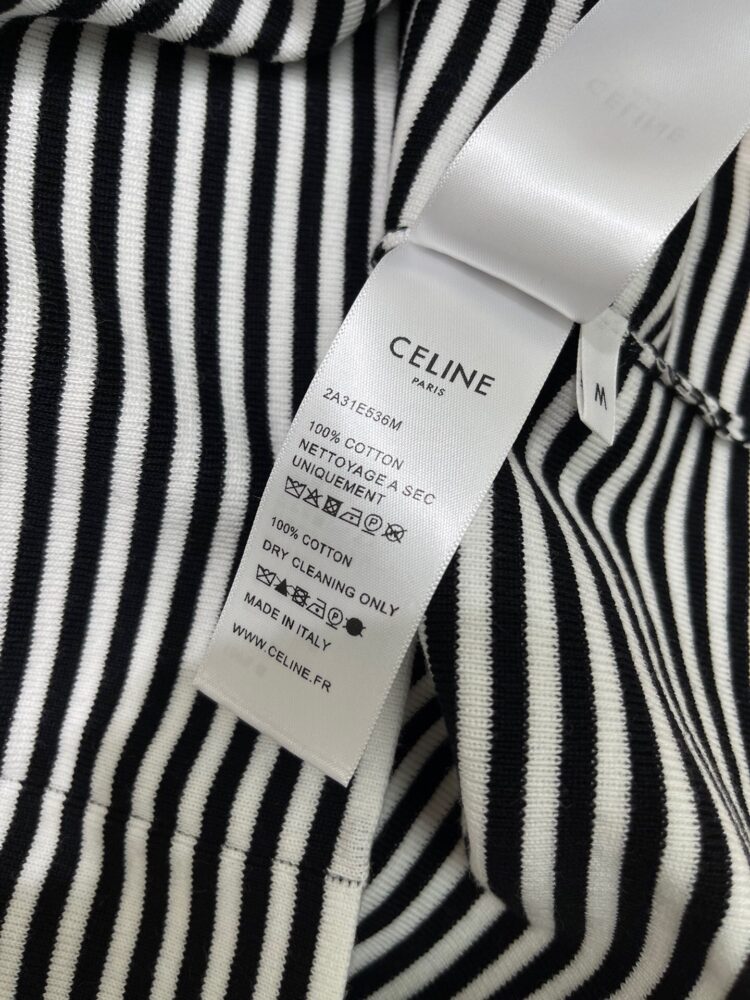 CELINE
CELINE
PARIS
M
2A31E536M
100% COTTON
NETTOYAGE A SEC
UNIQUEMENT
100% COTTON
DRY CLEANING ONLY
MADE IN ITALY
WWW.CELINE.FR